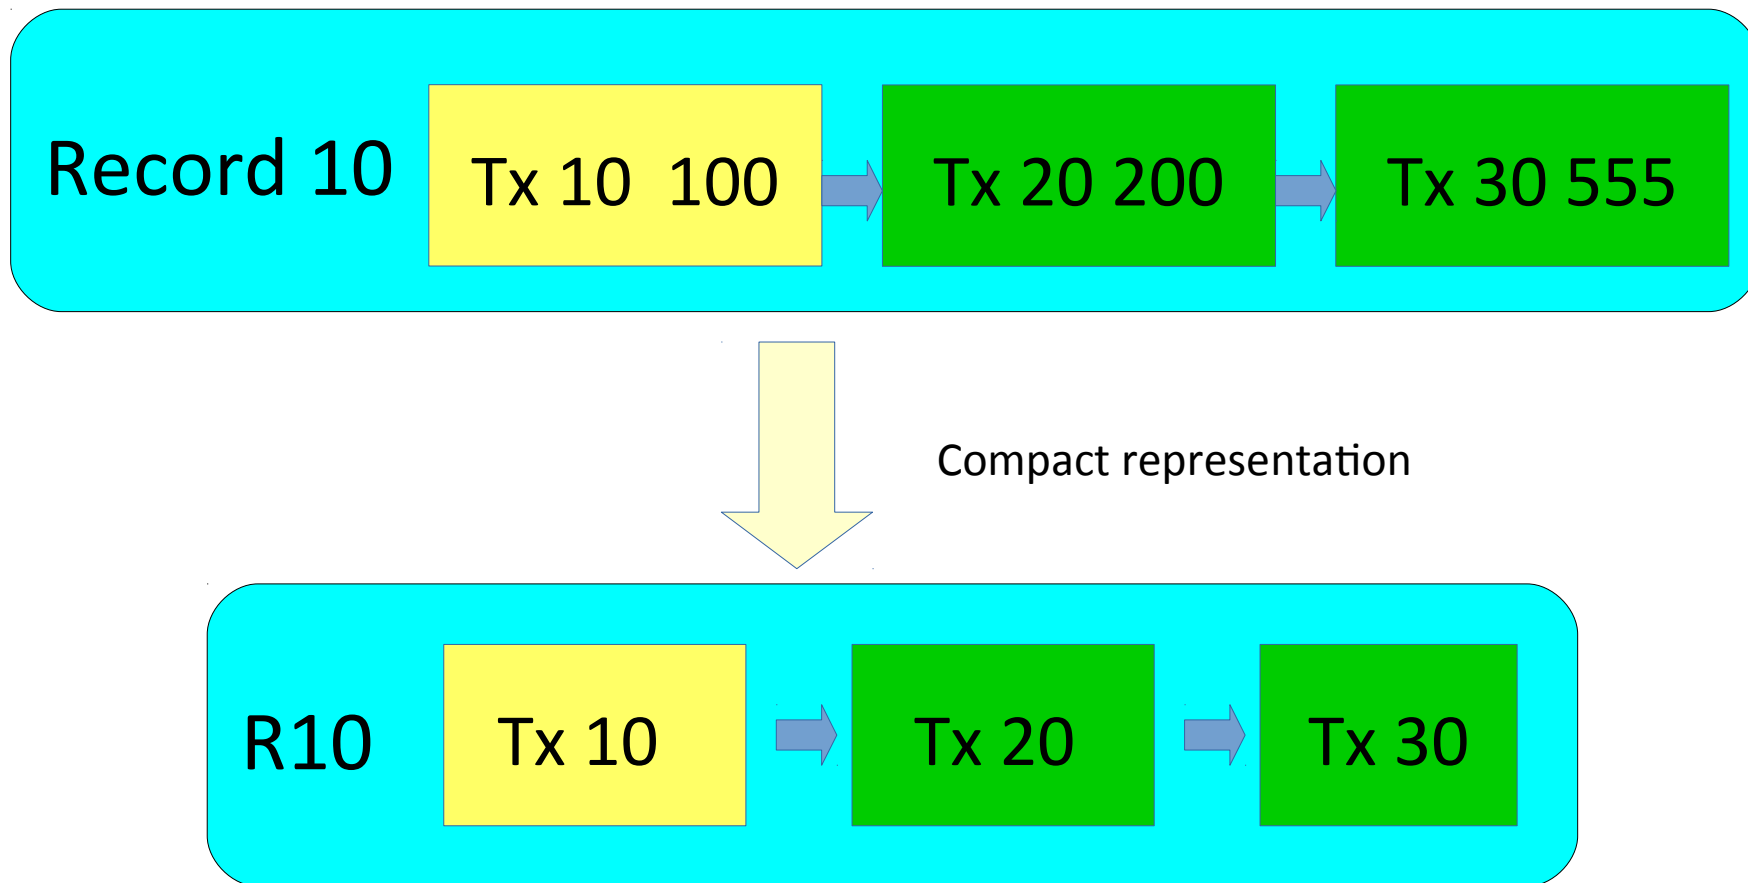 Record 10
Tx 10 100
Tx 20 200
Tx 30 555
Compact representation
R10
Tx 10
Tx 20
Tx 30